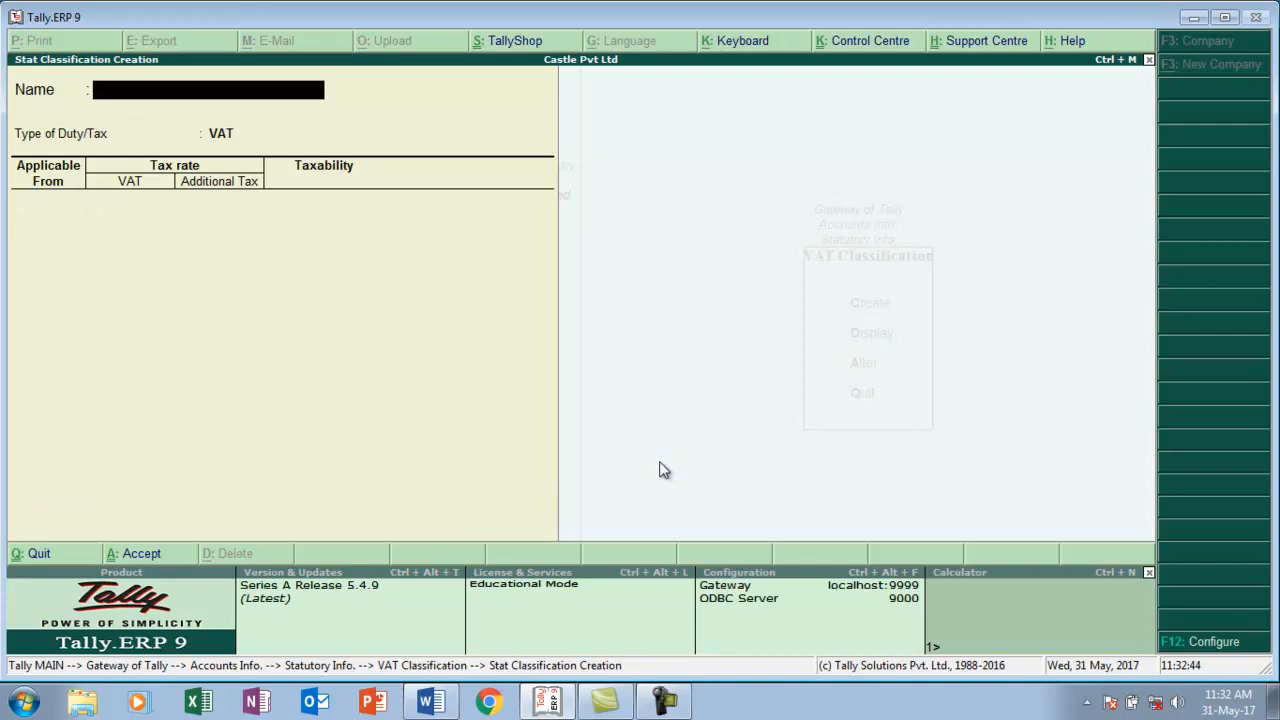 Tally.ERP 9
P: Print E: Export M: E-Mail O: Upload S: TallyShop G: Language K: Keyboard K: Control Centre H: Support Centre H: Help F3: Company
Stat Classification Creation Castle Pvt Ltd Ctrl + M F3: New Company
Name :
Type of Duty/Tax : VAT
Applicable From Tax rate Taxability
VAT Additional Tax
ed
Gateway of Tally
Accounts Info.
Statutory Info. ...
VAT Classification
Create
Display
Alter
Quit
Q: Quit A: Accept D: Delete
Product Version & Updates Ctrl + Alt + T License & Services Ctrl + Alt + L Configuration Ctrl + Alt + F Calculator Ctrl + N
Tally
POWER OF SIMPLICITY
Tally.ERP 9
Series A Release 5.4.9
(Latest)
Educational Mode
Gateway localhost:9999
ODBC Server 9000
1>
F12: Configure
Tally MAIN --> Gateway of Tally --> Accounts Info. --> Statutory Info. --> VAT Classification --> Stat Classification Creation (c) Tally Solutions Pvt. Ltd., 1988-2016 Wed, 31 May, 2017 11:32:44
11:32 AM
31-May-17